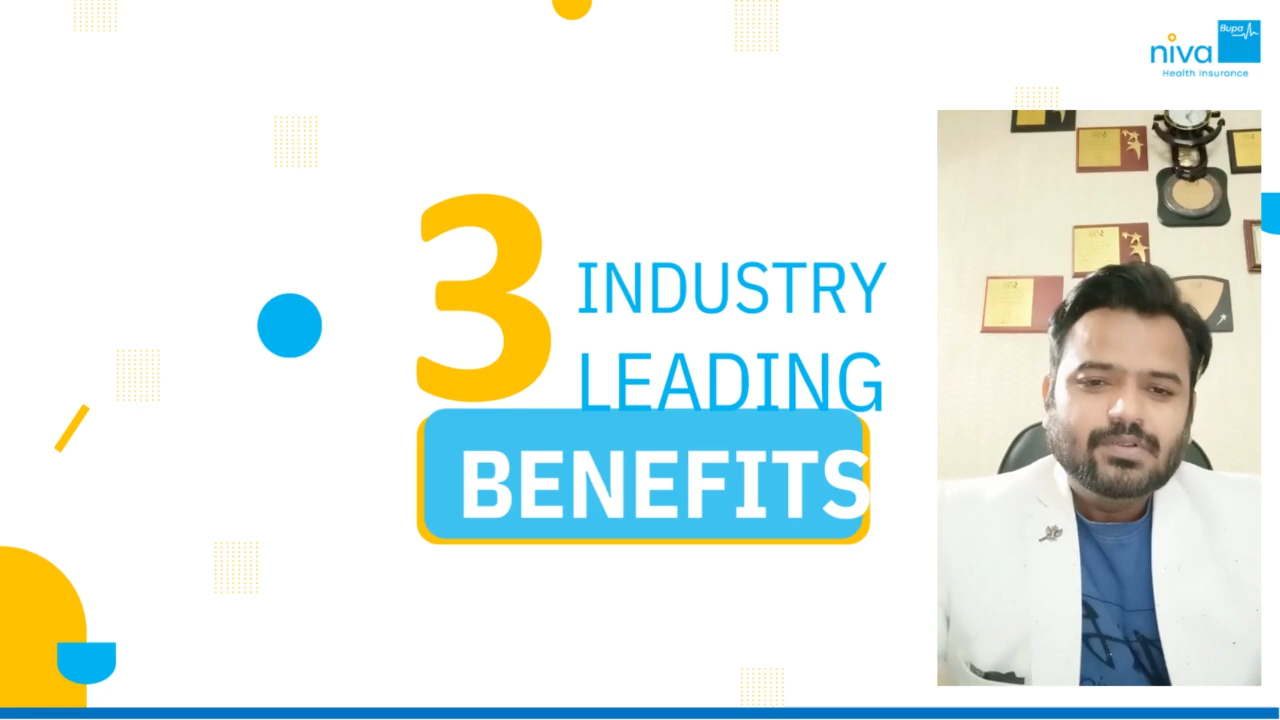 Bupa
niva
Health Insurance
3 INDUSTRY
LEADING
BENEFITS